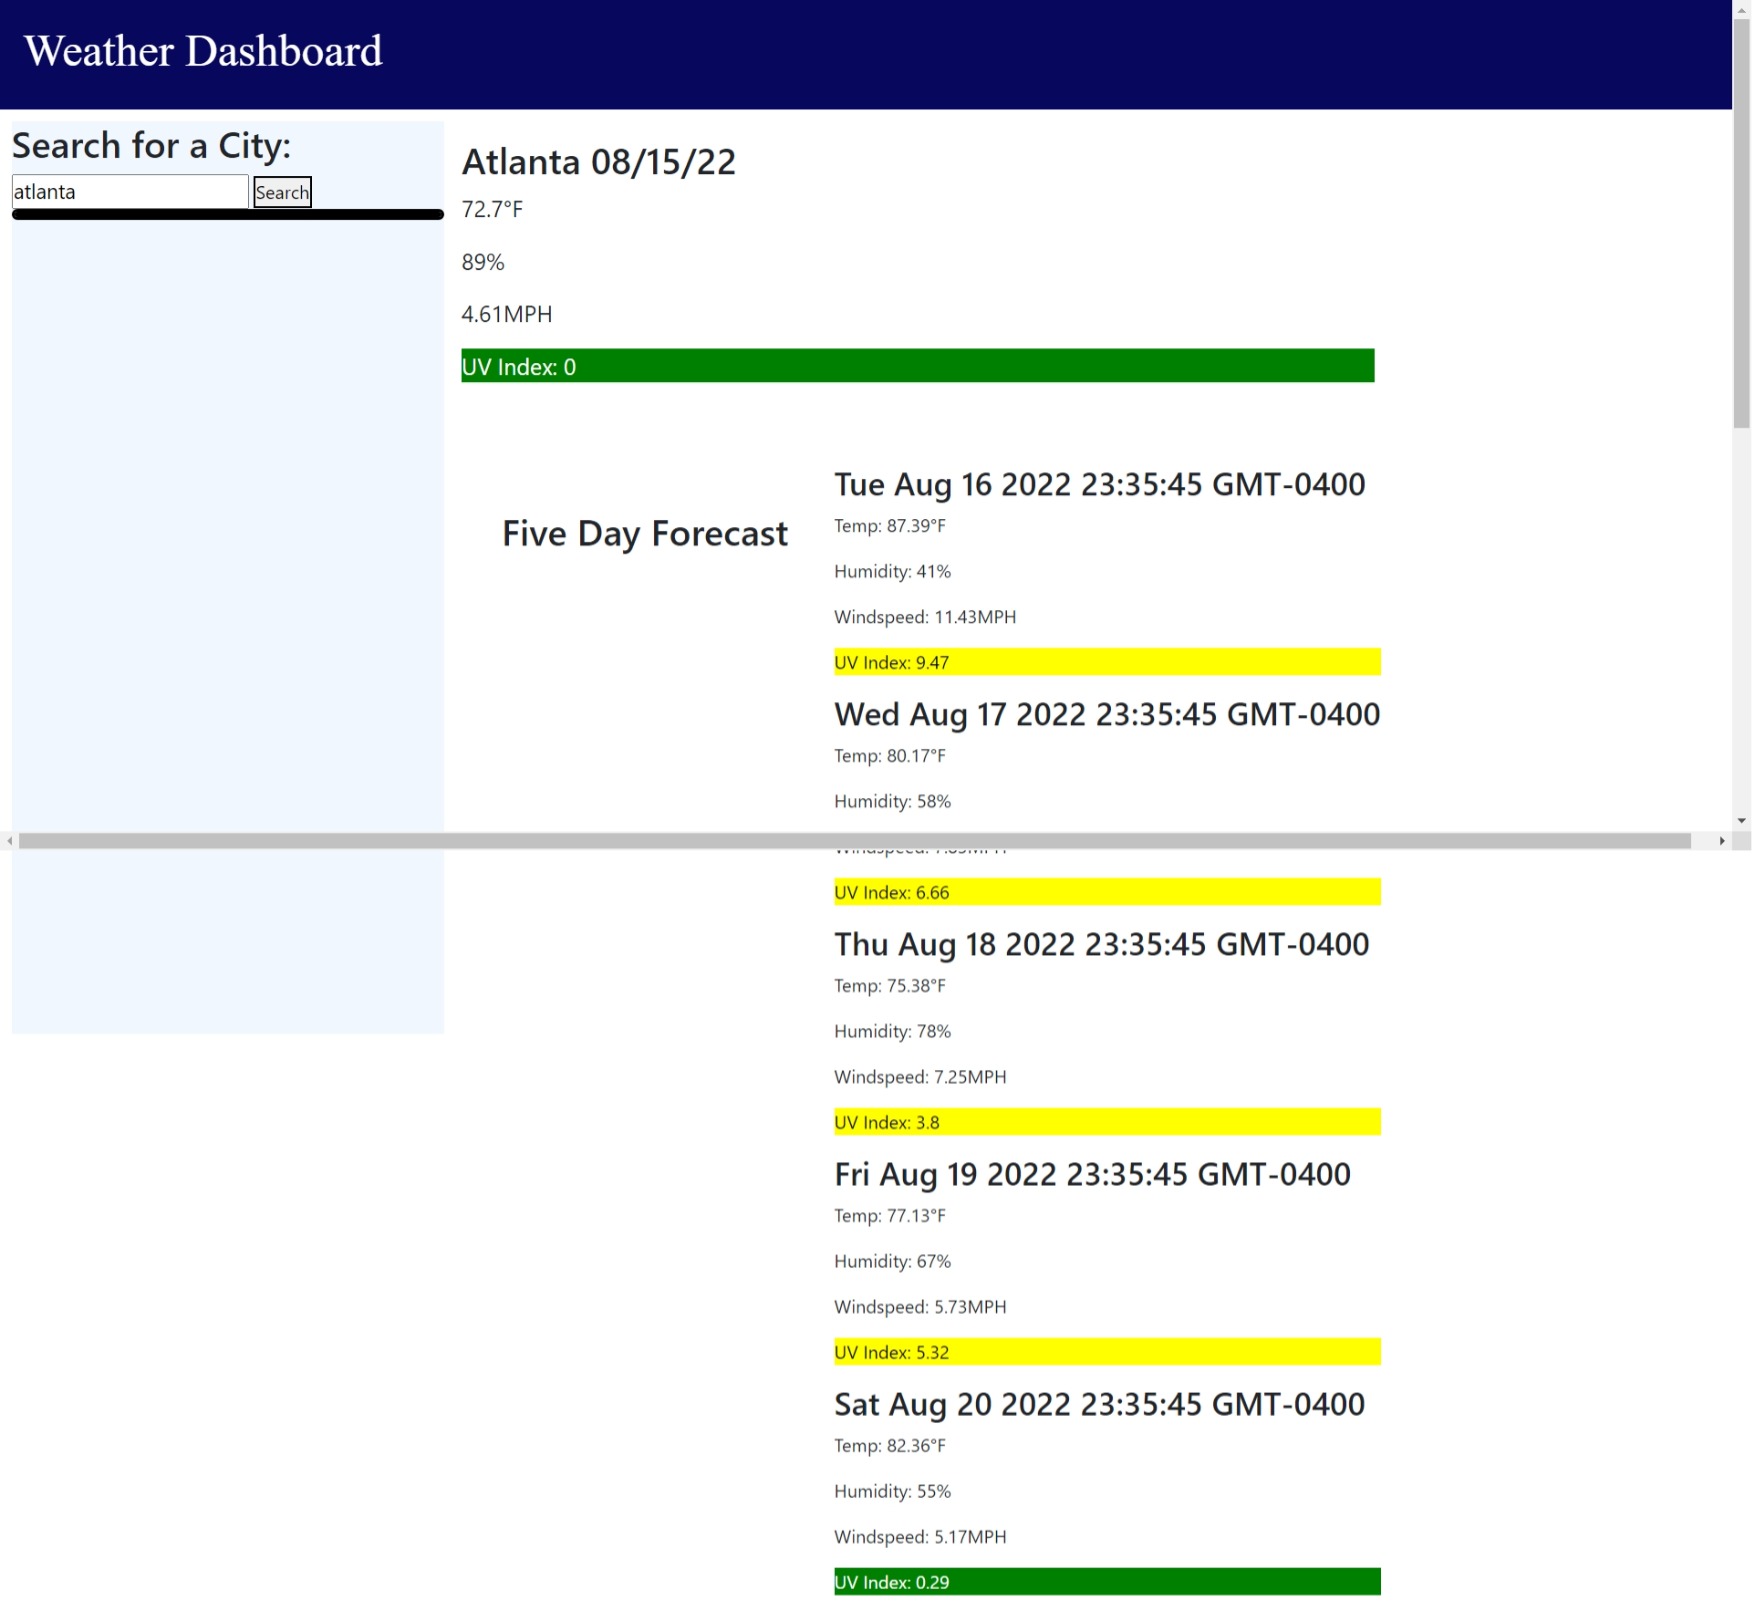 Weather Dashboard
Search for a City:
atlanta
Search
Atlanta 08/15/22
72.7°F
89%
4.61MPH
UV Index: 0
Five Day Forecast
Tue Aug 16 2022 23:35:45 GMT-0400
Temp: 87.39°F
Humidity: 41%
Windspeed: 11.43MPH
UV Index: 9.47
Wed Aug 17 2022 23:35:45 GMT-0400
Temp: 80.17°F
Humidity: 58%
UV Index: 6.66
Thu Aug 18 2022 23:35:45 GMT-0400
Temp: 75.38°F
Humidity: 78%
Windspeed: 7.25MPH
UV Index: 3.8
Fri Aug 19 2022 23:35:45 GMT-0400
Temp: 77.13°F
Humidity: 67%
Windspeed: 5.73MPH
UV Index: 5.32
Sat Aug 20 2022 23:35:45 GMT-0400
Temp: 82.36°F
Humidity: 55%
Windspeed: 5.17MPH
UV Index: 0.29